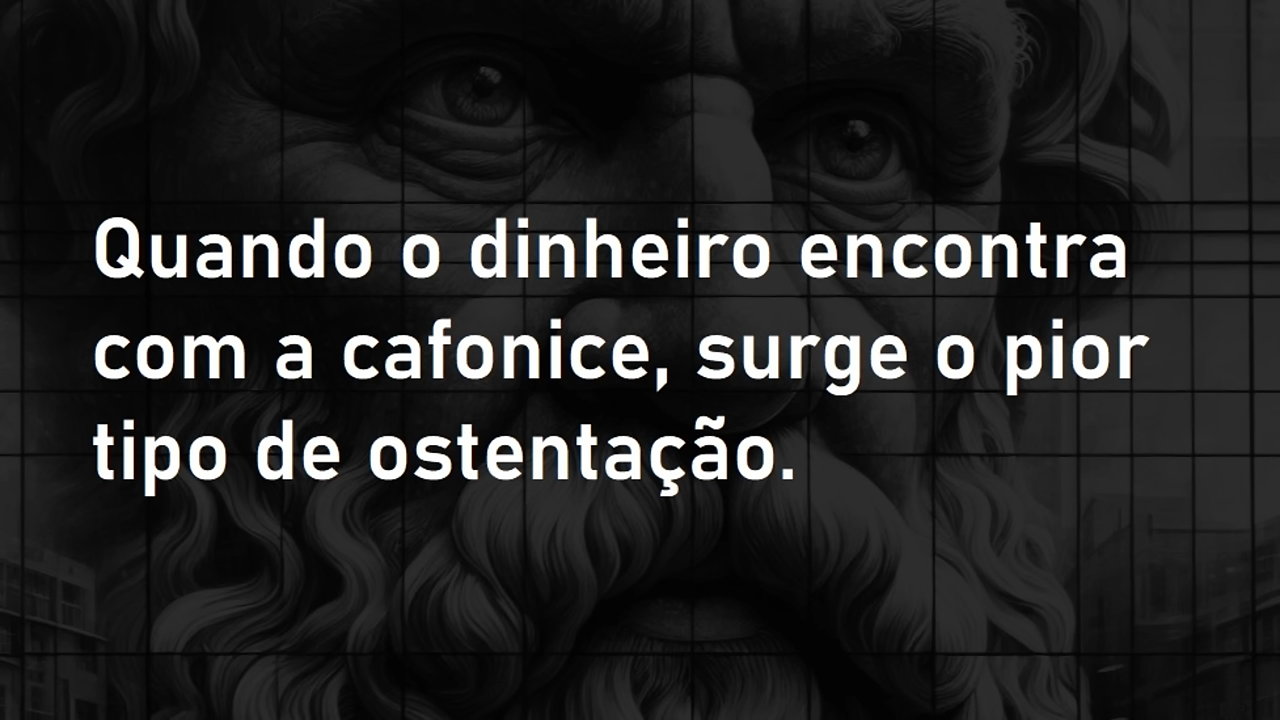 Quando o dinheiro encontra
com a cafonice, surge o pior
tipo de ostentação.